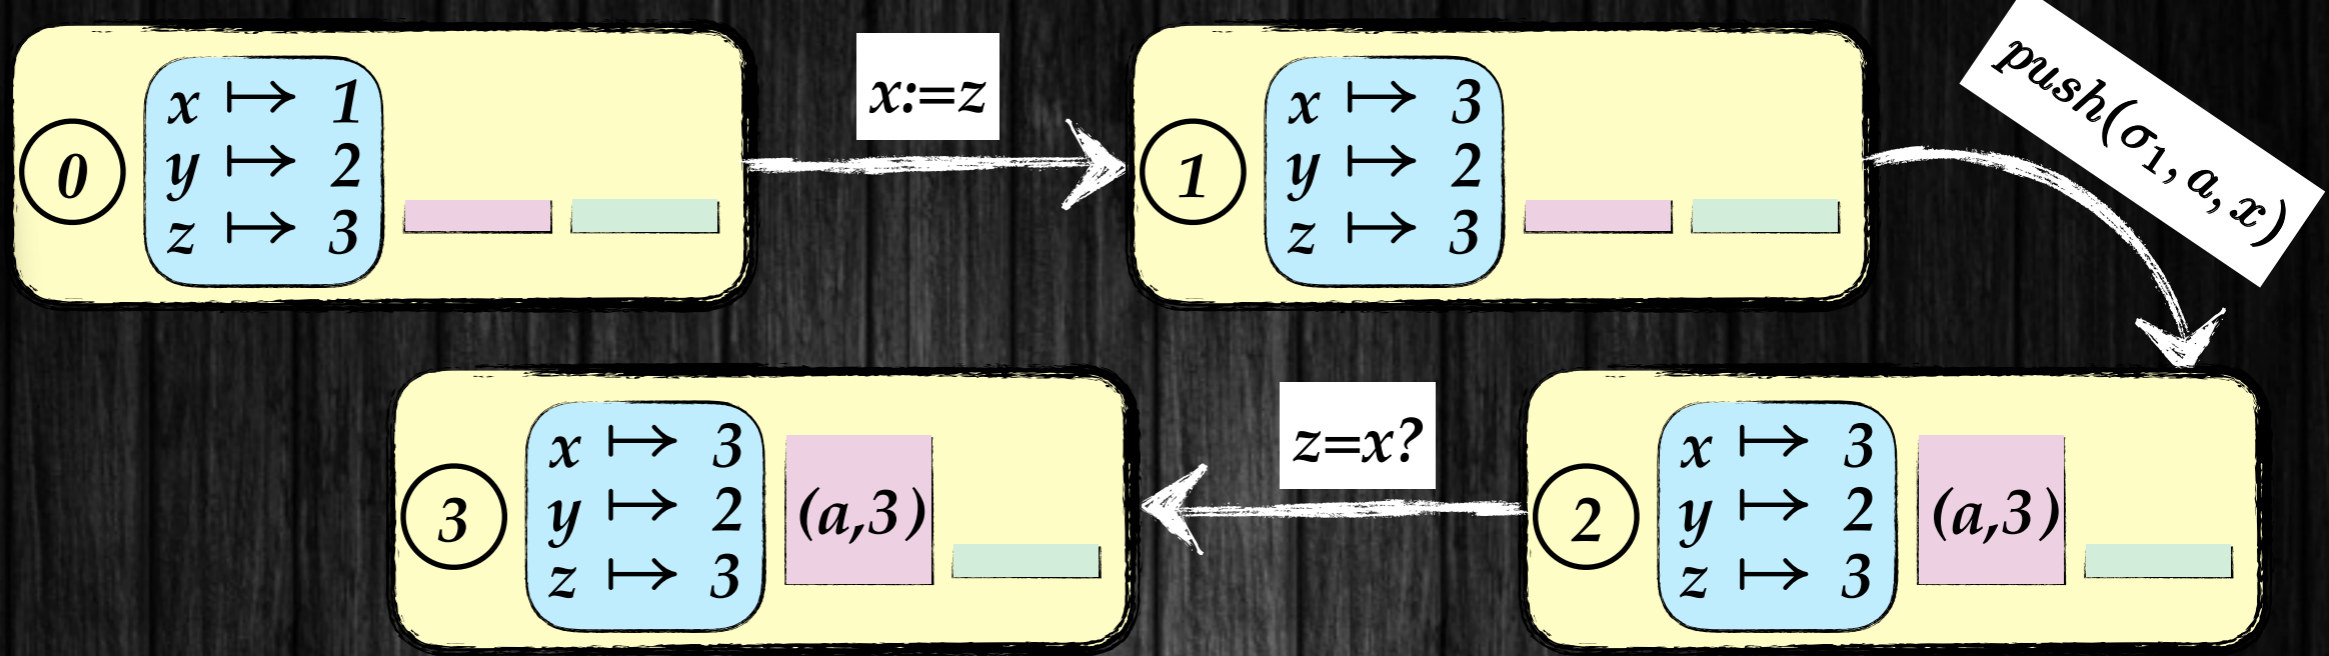 0
x ↦ 1
y ↦ 2
z ↦ 3
x:=z
1
x ↦ 3
y ↦ 2
z ↦ 3
push(σ₁, a, x)
3
x ↦ 3
y ↦ 2
z ↦ 3
(a,3)
z=x?
2
x ↦ 3
y ↦ 2
z ↦ 3
(a,3)